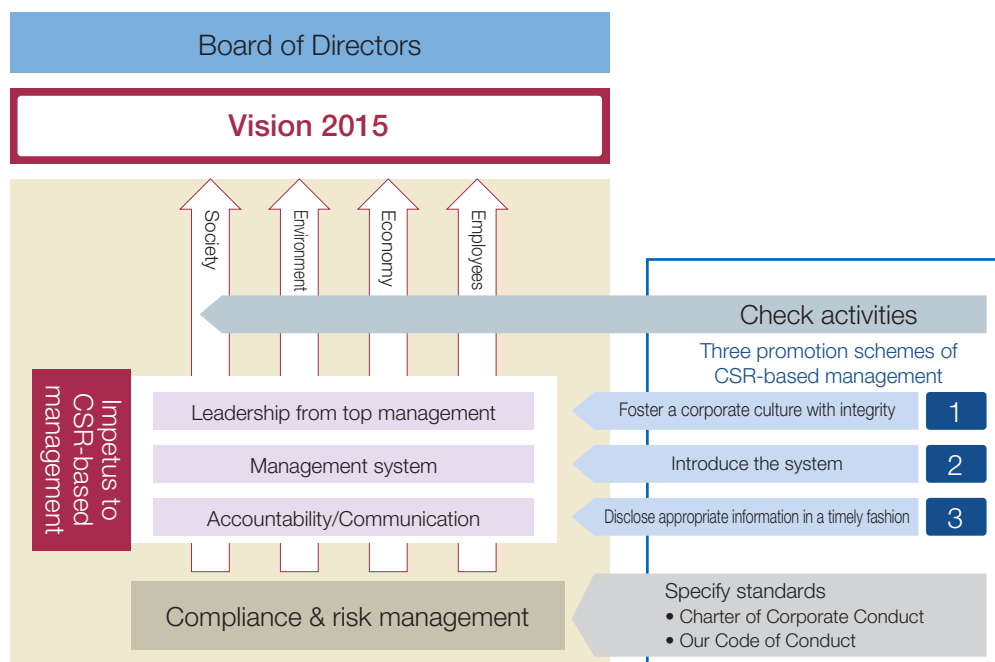 Board of Directors
Vision 2015
Society
Environment
Economy
Employees
Check activities
Three promotion schemes of
CSR-based management
Impetus to
CSR-based
management
Leadership from top management
Foster a corporate culture with integrity
1
Management system
Introduce the system
2
Accountability/Communication
Disclose appropriate information in a timely fashion
3
Compliance & risk management
Specify standards
• Charter of Corporate Conduct
• Our Code of Conduct